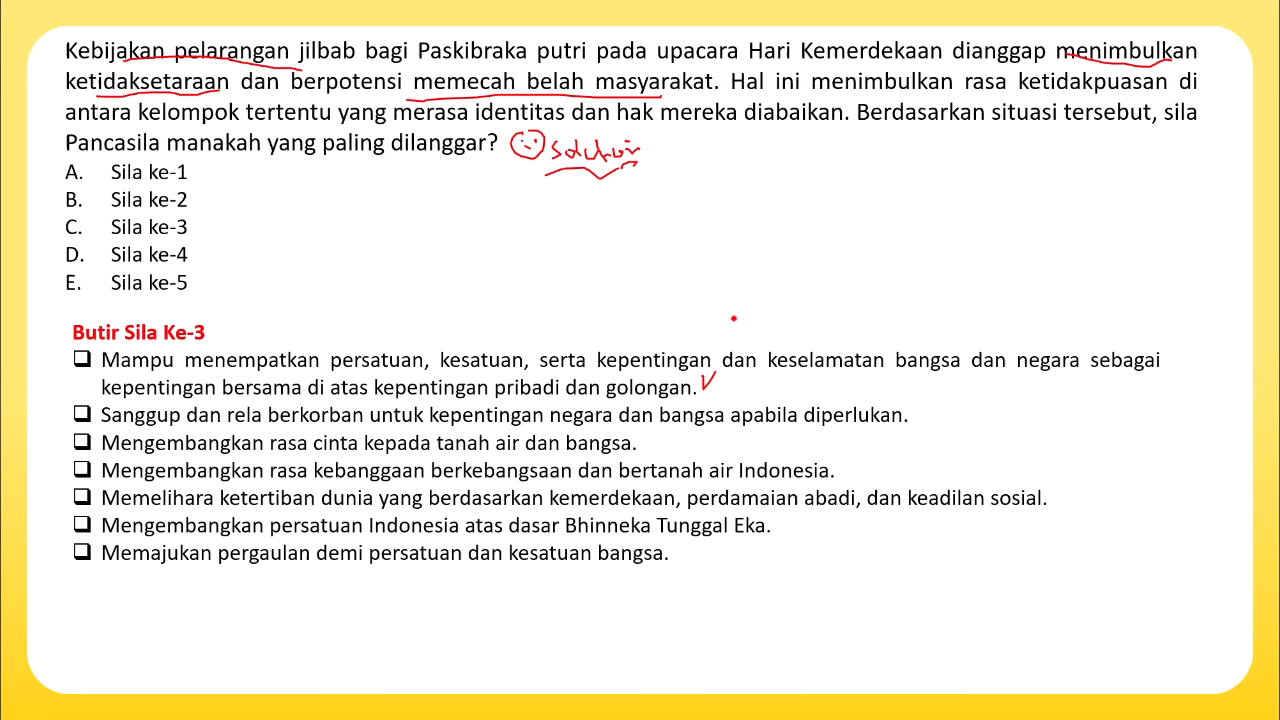 Kebijakan pelarangan jilbab bagi Paskibraka putri pada upacara Hari Kemerdekaan dianggap menimbulkan
ketidaksetaraan dan berpotensi memecah belah masyarakat. Hal ini menimbulkan rasa ketidakpuasan di
antara kelompok tertentu yang merasa identitas dan hak mereka diabaikan. Berdasarkan situasi tersebut, sila
Pancasila manakah yang paling dilanggar?
A. Sila ke-1
B. Sila ke-2
C. Sila ke-3
D. Sila ke-4
E. Sila ke-5
Butir Sila Ke-3
❑ Mampu menempatkan persatuan, kesatuan, serta kepentingan dan keselamatan bangsa dan negara sebagai
kepentingan bersama di atas kepentingan pribadi dan golongan.
❑ Sanggup dan rela berkorban untuk kepentingan negara dan bangsa apabila diperlukan.
❑ Mengembangkan rasa cinta kepada tanah air dan bangsa.
❑ Mengembangkan rasa kebanggaan berkebangsaan dan bertanah air Indonesia.
❑ Memelihara ketertiban dunia yang berdasarkan kemerdekaan, perdamaian abadi, dan keadilan sosial.
❑ Mengembangkan persatuan Indonesia atas dasar Bhinneka Tunggal Eka.
❑ Memajukan pergaulan demi persatuan dan kesatuan bangsa.